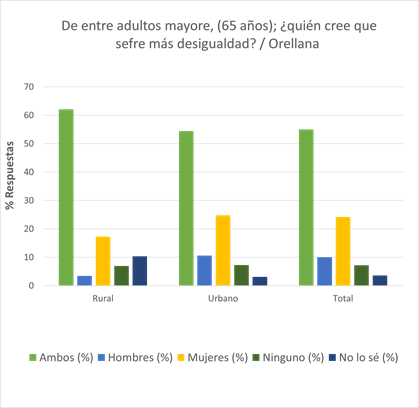 De entre adultos mayore, (65 años); ¿quién cree que
sefre más desigualdad? / Orellana
% Respuestas
70
60
50
40
30
20
10
0
Rural Urbano Total
Ambos (%) Hombres (%) Mujeres (%) Ninguno (%) No lo sé (%)